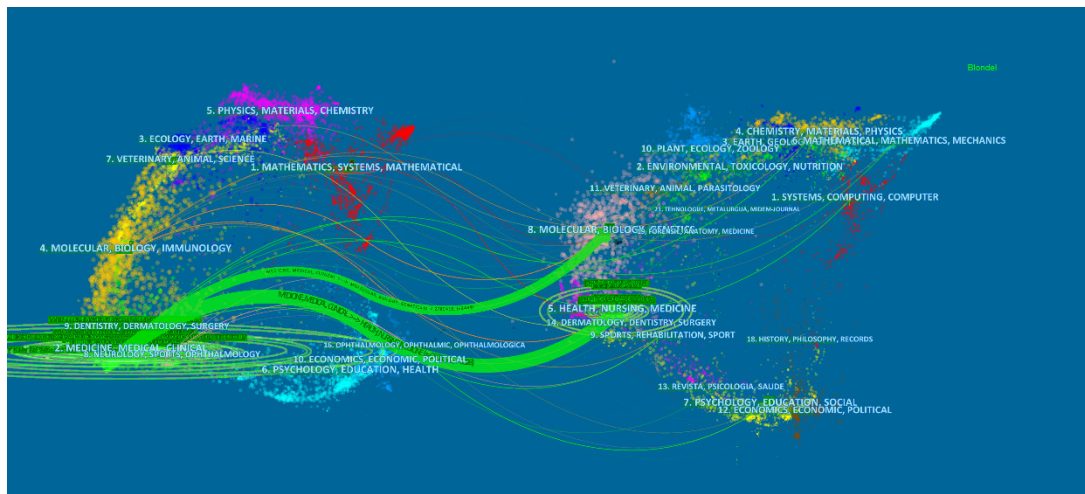 Blondel
5. PHYSICS, MATERIALS, CHEMISTRY
3. ECOLOGY, EARTH, MARINE
7. VETERINARY, ANIMAL, SCIENCE
1. MATHEMATICS, SYSTEMS, MATHEMATICAL
4. MOLECULAR, BIOLOGY, IMMUNOLOGY
9. DENTISTRY, DERMATOLOGY, SURGERY
2. MEDICINE, MEDICAL, CLINICAL
8. NEUROLOGY, SPORTS, OPHTHALMOLOGY
16. OPHTHALMOLOGY, OPHTHALMIC, OPHTHALMOLOGICA
10. ECONOMICS, ECONOMIC, POLITICAL
6. PSYCHOLOGY, EDUCATION, HEALTH
4. CHEMISTRY, MATERIALS, PHYSICS
3. EARTH,
6. MATHEMATICAL, MATHEMATICS, MECHANICS
10. PLANT, ECOLOGY, ZOOLOGY
2. ENVIRONMENTAL, TOXICOLOGY, NUTRITION
11. VETERINARY, ANIMAL, PARASITOLOGY
1. SYSTEMS, COMPUTING, COMPUTER
8. MOLECULAR, BIOLOGY, GENETICS
ANATOMY, MEDICINE
5. HEALTH, NURSING, MEDICINE
14. DERMATOLOGY, DENTISTRY, SURGERY
9. SPORTS, REHABILITATION, SPORT
18. HISTORY, PHILOSOPHY, RECORDS
13. REVISTA, PSICOLOGIA, SAUDE
7. PSYCHOLOGY, EDUCATION, SOCIAL
12. ECONOMICS, ECONOMIC, POLITICAL